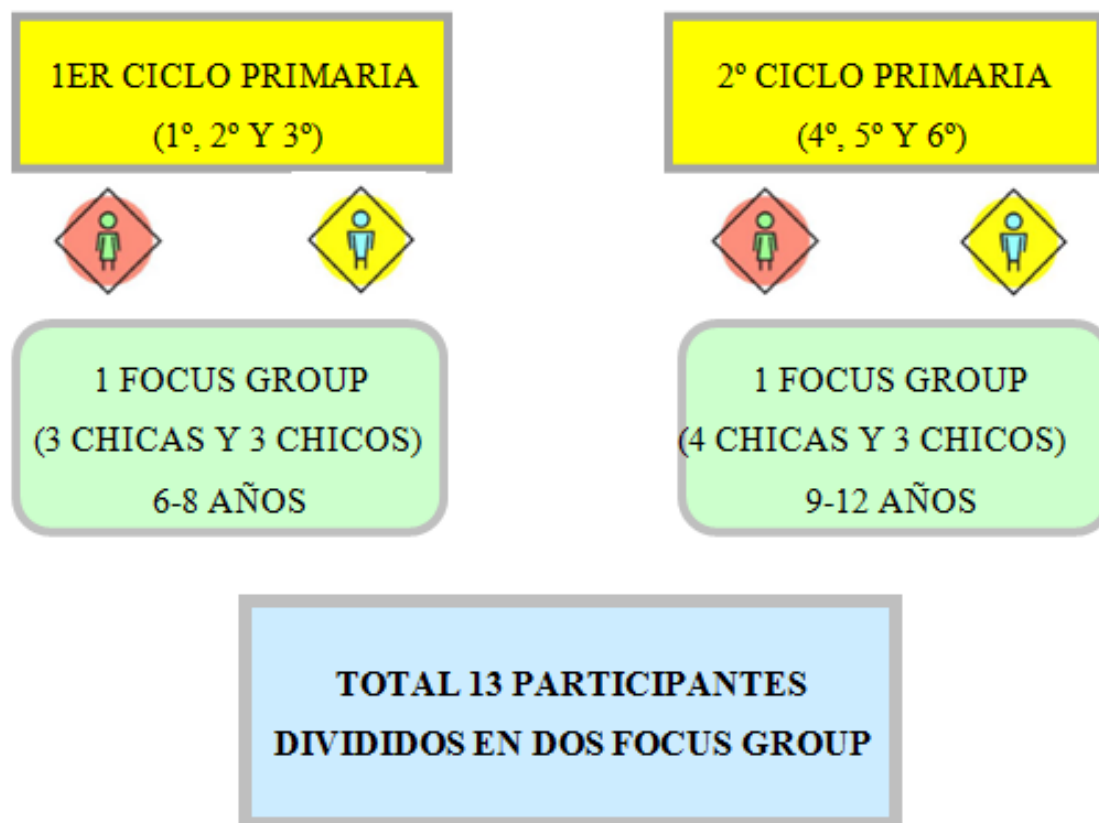 1ER CICLO PRIMARIA
(1º, 2º Y 3º)
2º CICLO PRIMARIA
(4º, 5º Y 6º)
1 FOCUS GROUP
(3 CHICAS Y 3 CHICOS)
6-8 AÑOS
1 FOCUS GROUP
(4 CHICAS Y 3 CHICOS)
9-12 AÑOS
TOTAL 13 PARTICIPANTES
DIVIDIDOS EN DOS FOCUS GROUP